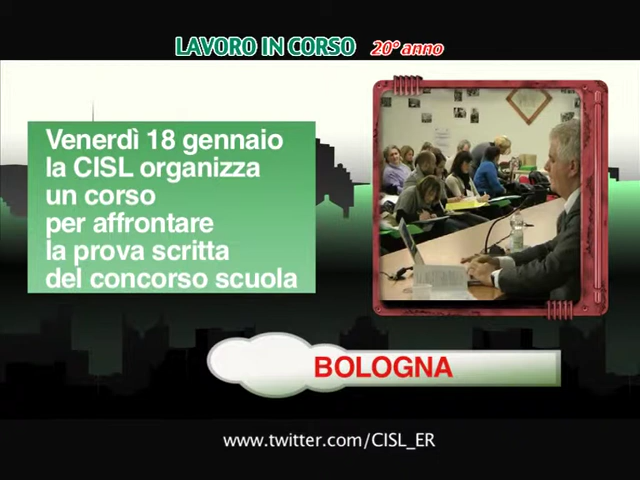 LAVORO IN CORSO 20° anno
Venerdì 18 gennaio
la CISL organizza
un corso
per affrontare
la prova scritta
del concorso scuola
BOLOGNA
www.twitter.com/CISL_ER